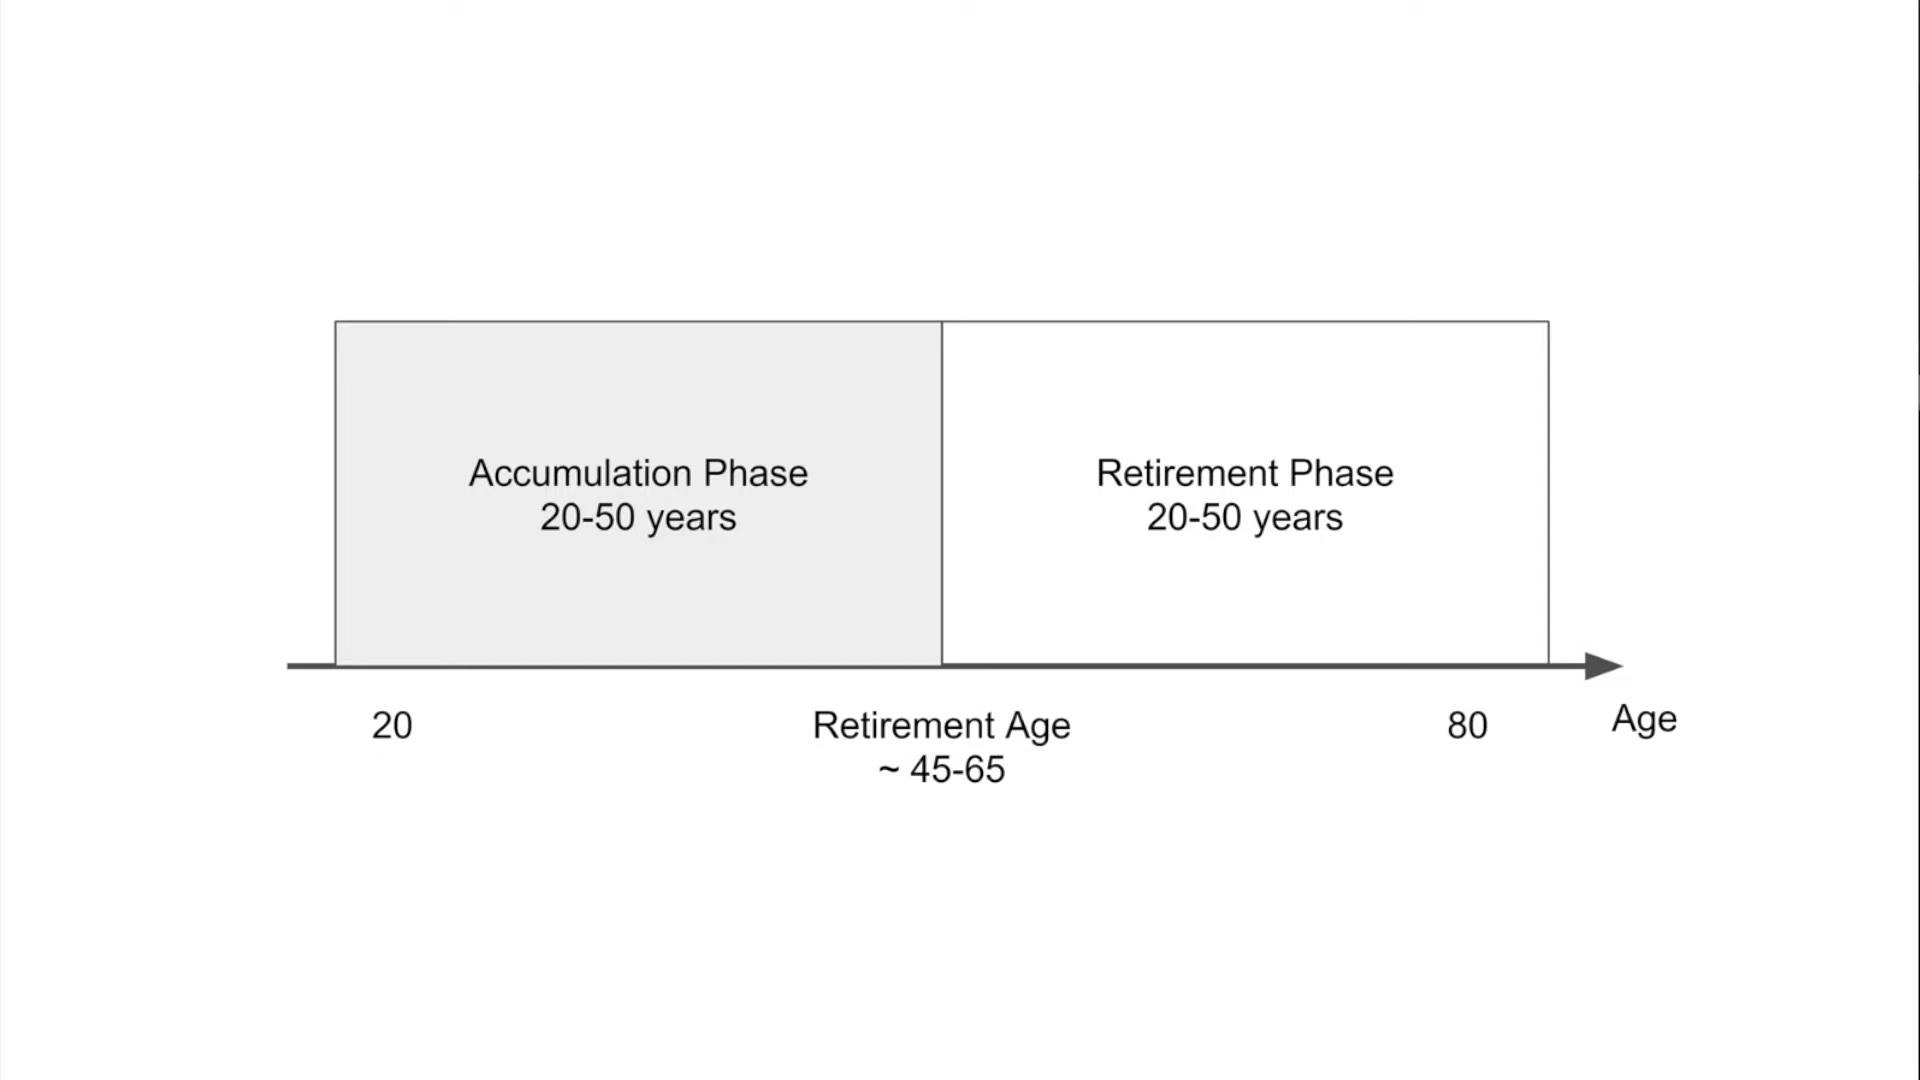 Accumulation Phase
20-50 years
Retirement Phase
20-50 years
20
Retirement Age
~ 45-65
80
Age